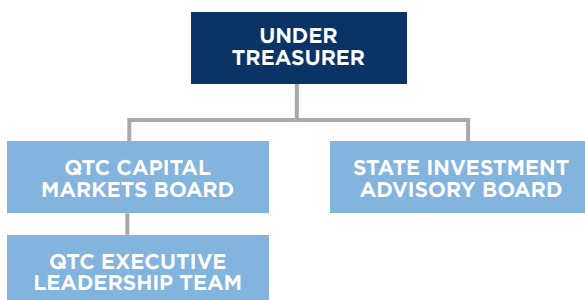 UNDER
TREASURER
QTC CAPITAL
MARKETS BOARD
STATE INVESTMENT
ADVISORY BOARD
QTC EXECUTIVE
LEADERSHIP TEAM